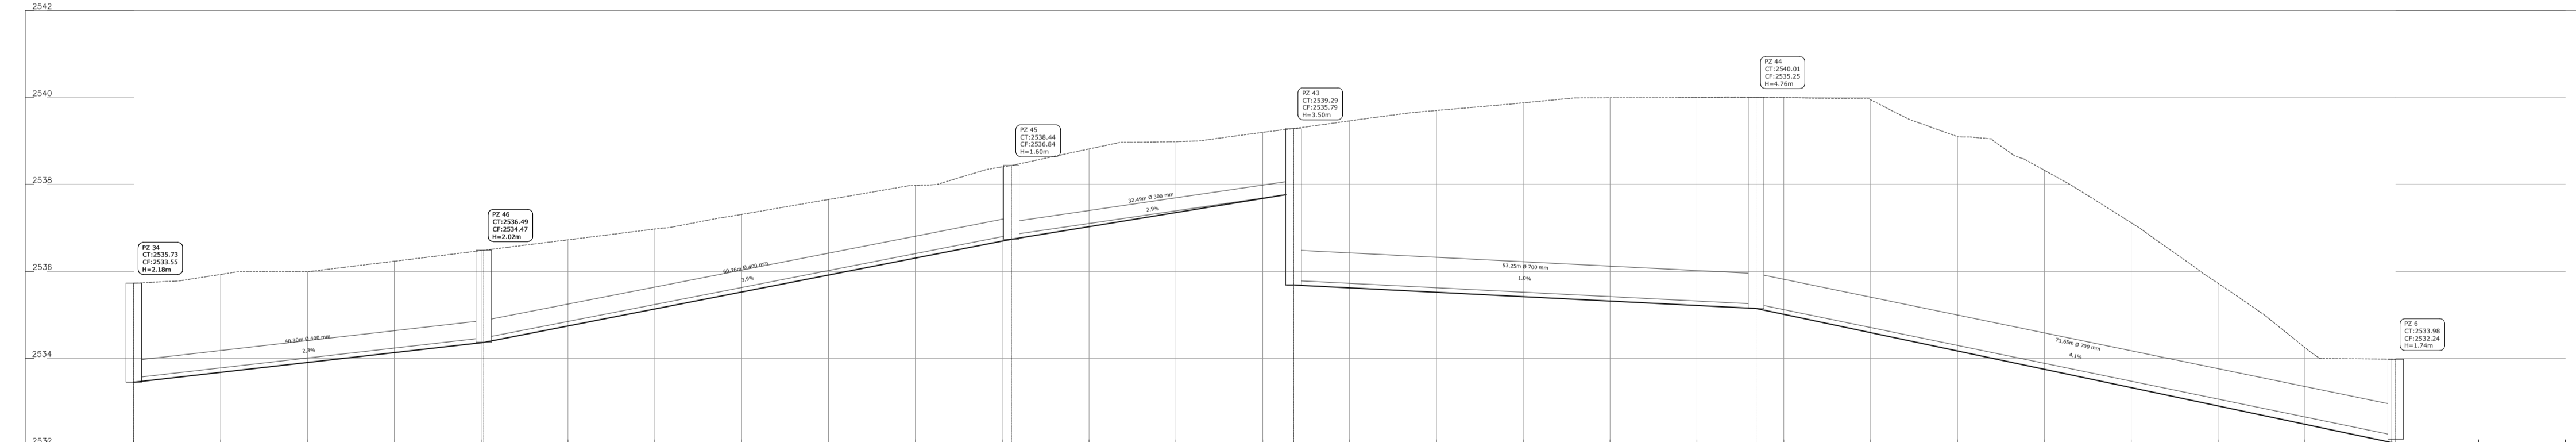 2542
2540
2538
2536
2534
2532
PZ 34
CT:2535.73
CF:2533.55
H=2.18m
40.30m Ø 400 mm
2.3%
PZ 46
CT:2536.49
CF:2534.47
H=2.02m
60.76m Ø 400 mm
3.9%
PZ 45
CT:2538.44
CF:2536.84
H=1.60m
32.49m Ø 300 mm
2.9%
PZ 43
CT:2539.29
CF:2535.79
H=3.50m
53.25m Ø 700 mm
1.0%
PZ 44
CT:2540.01
CF:2535.25
H=4.76m
73.65m Ø 700 mm
4.1%
PZ 6
CT:2533.98
CF:2532.24
H=1.74m